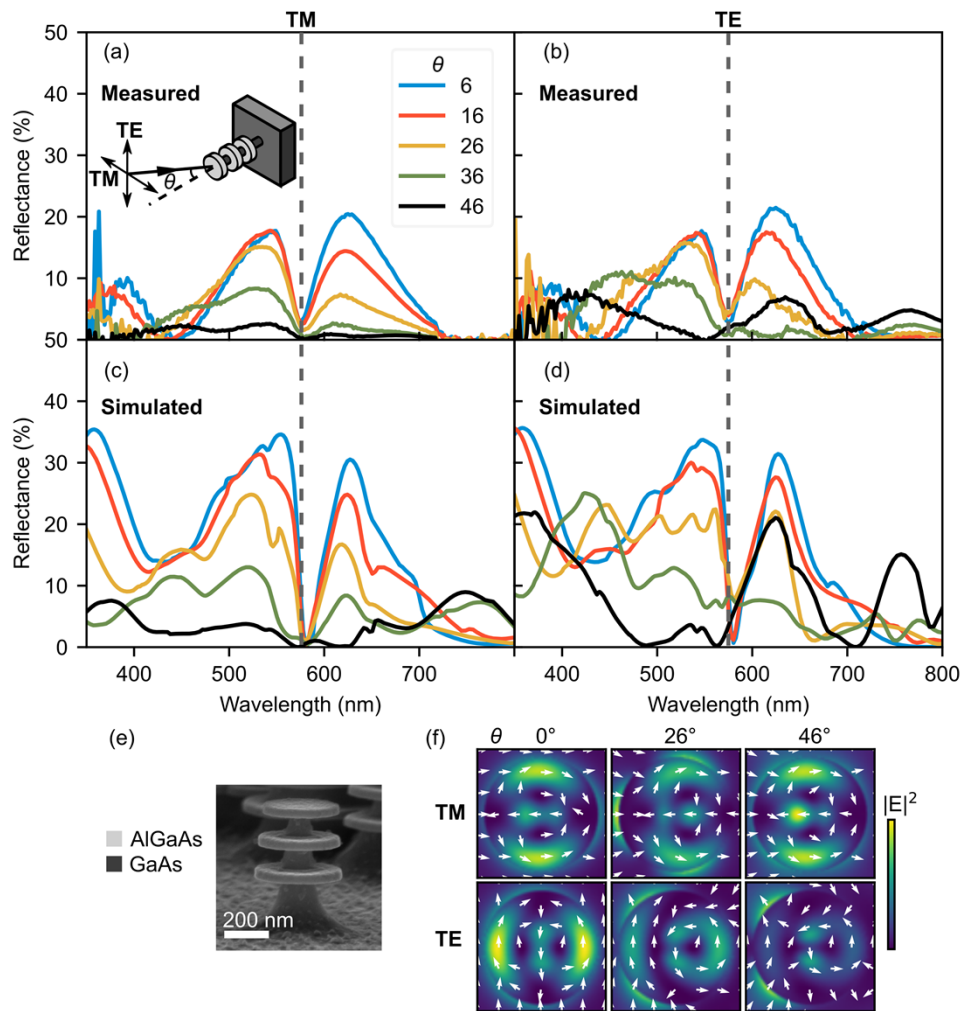 TM TE
(a)
Measured
TE
TM
θ
θ
6
16
26
36
46
(b)
Measured
Reflectance (%)
50
40
30
20
10
50
(c)
Simulated
(d)
Simulated
Reflectance (%)
40
30
20
10
0
400 500 600 700 400 500 600 700 800
Wavelength (nm) Wavelength (nm)
(e)
AlGaAs
GaAs
200 nm
(f) θ 0° 26° 46°
TM
TE
|E|²